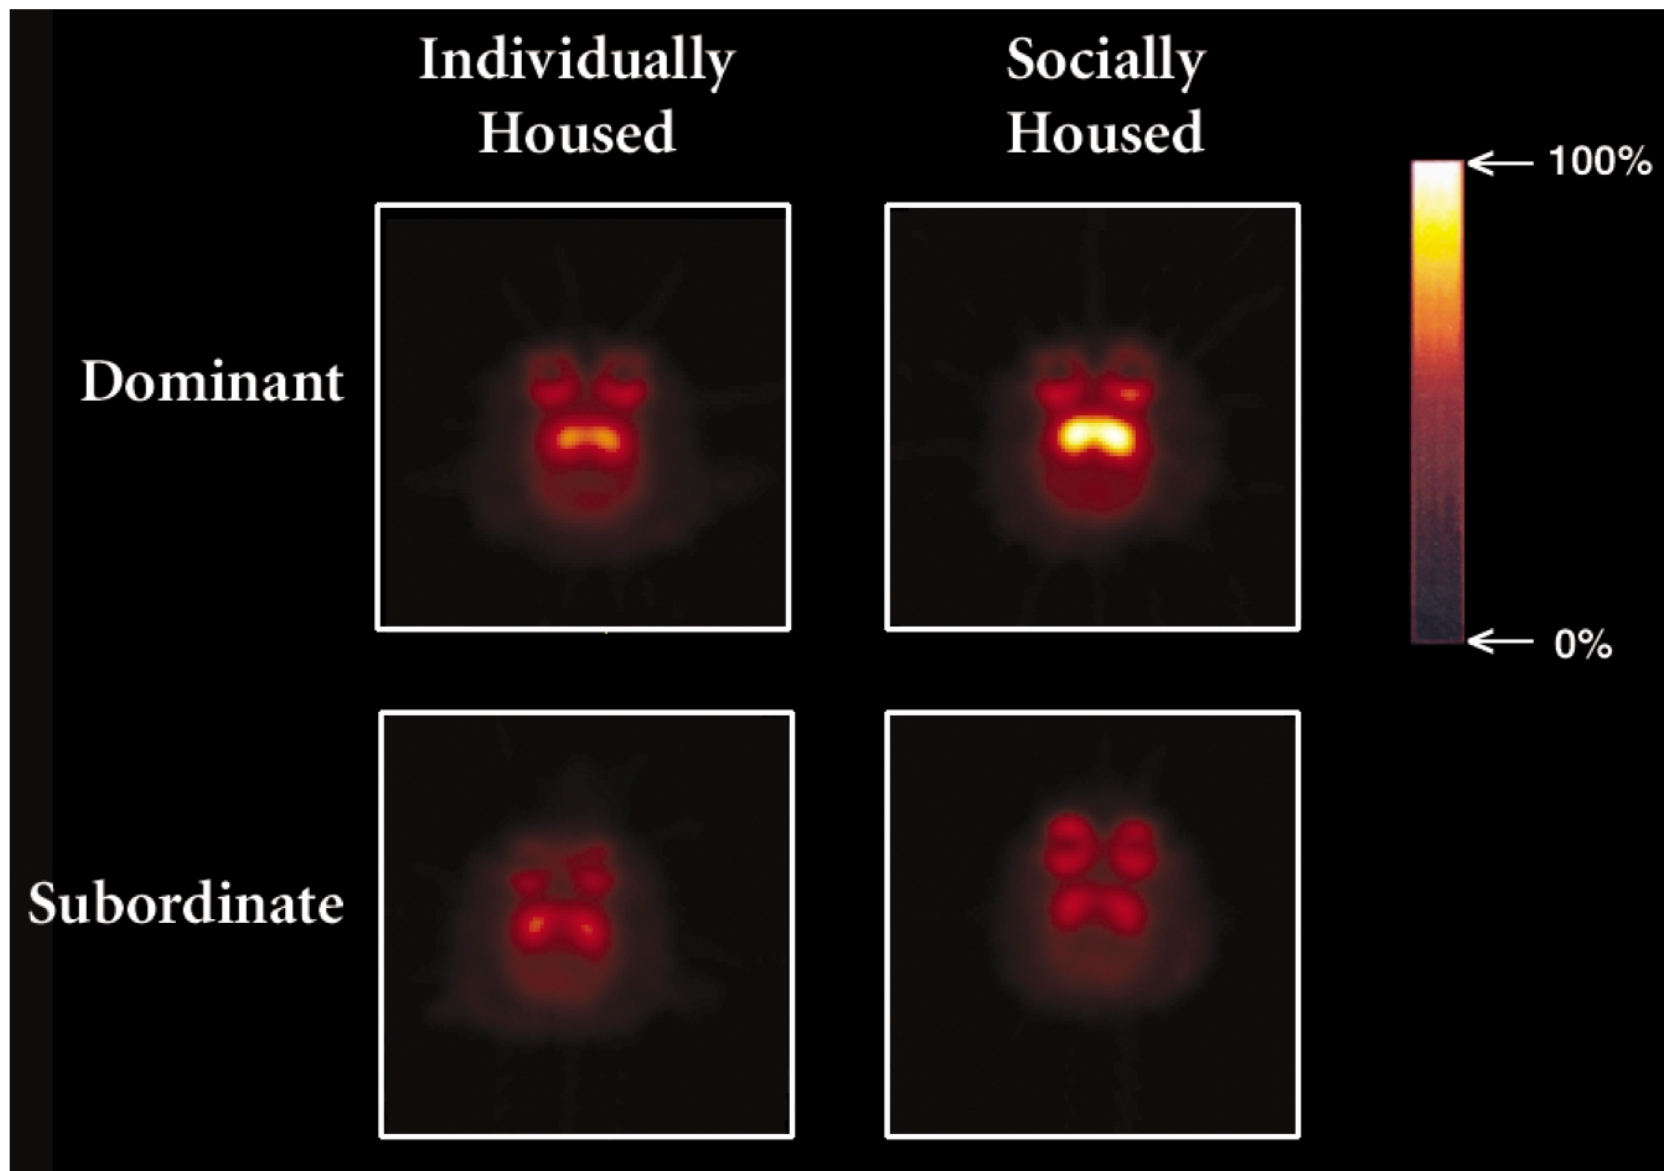 Individually
Housed
Socially
Housed
100%
Dominant
0%
Subordinate